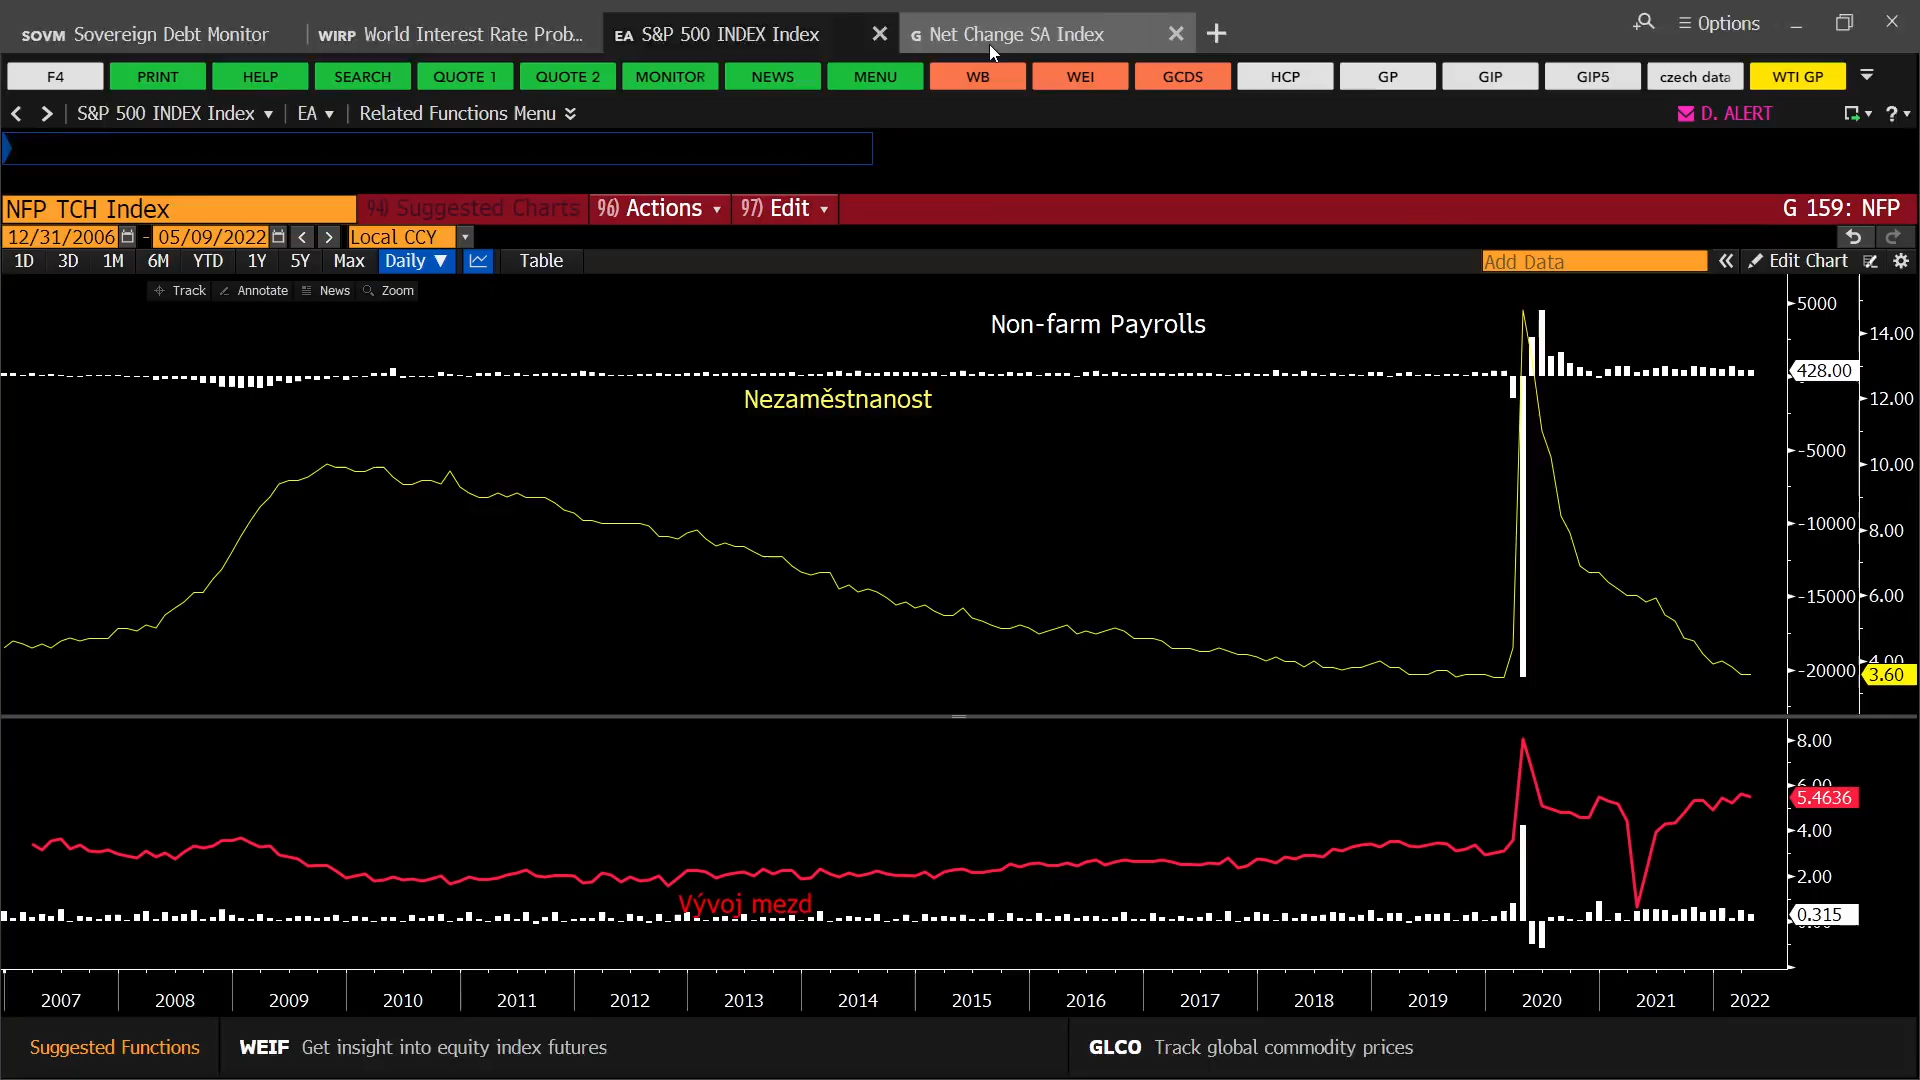 SOVM Sovereign Debt Monitor WIRP World Interest Rate Prob... EA S&P 500 INDEX Index G Net Change SA Index Options
F4 PRINT HELP SEARCH QUOTE 1 QUOTE 2 MONITOR NEWS MENU WB WEI GCDS HCP GP GIP GIP5 czech data WTI GP
S&P 500 INDEX Index EA Related Functions Menu D. ALERT ?
NFP TCH Index 94) Suggested Charts 96) Actions 97) Edit G 159: NFP
12/31/2006 - 05/09/2022 Local CCY
1D 3D 1M 6M YTD 1Y 5Y Max Daily Table Add Data Edit Chart
Track Annotate News Zoom
Non-farm Payrolls
Nezaměstnanost
5000
428.00
-5000
-10000
-15000
-20000
14.00
12.00
10.00
8.00
6.00
4.00
3.60
Vývoj mezd
8.00
6.00
5.4636
4.00
2.00
0.315
2007 2008 2009 2010 2011 2012 2013 2014 2015 2016 2017 2018 2019 2020 2021 2022
Suggested Functions WEIF Get insight into equity index futures GLCO Track global commodity prices